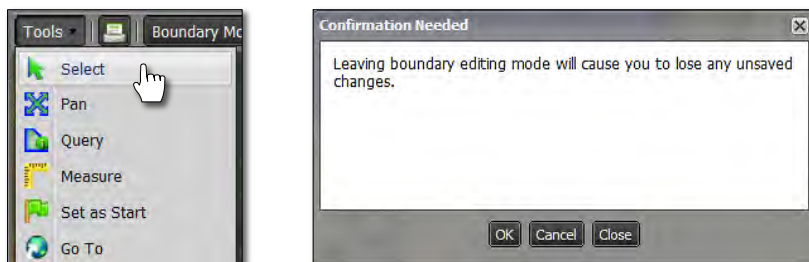 Tools
Boundary Mo
Select
Pan
Query
Measure
Set as Start
Go To
Confirmation Needed
Leaving boundary editing mode will cause you to lose any unsaved
changes.
OK Cancel Close